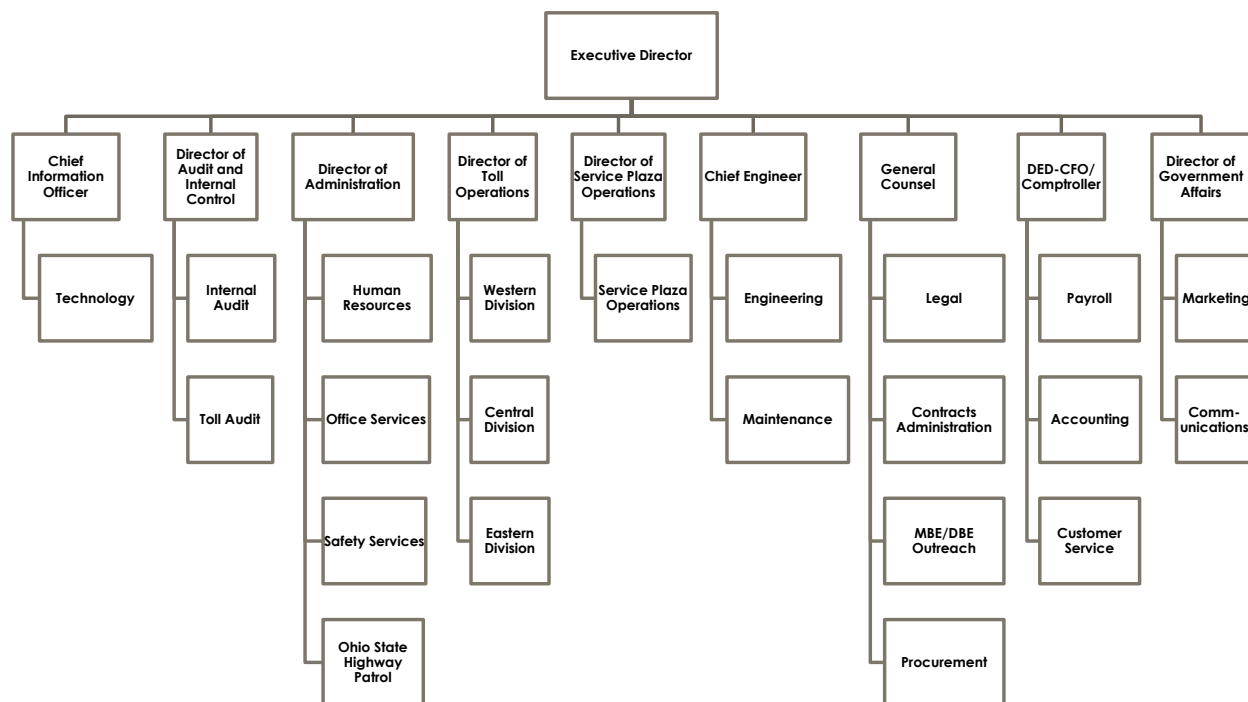 Executive Director
Chief
Information
Officer
Director of
Audit and
Internal
Control
Director of
Administration
Director of
Toll
Operations
Director of
Service Plaza
Operations
Chief Engineer
General
Counsel
DED-CFO/
Comptroller
Director of
Government
Affairs
Technology
Internal
Audit
Human
Resources
Western
Division
Service Plaza
Operations
Engineering
Legal
Payroll
Marketing
Toll Audit
Office Services
Central
Division
Maintenance
Contracts
Administration
Accounting
Comm-
unications
Safety Services
Eastern
Division
MBE/DBE
Outreach
Customer
Service
Ohio State
Highway
Patrol
Procurement